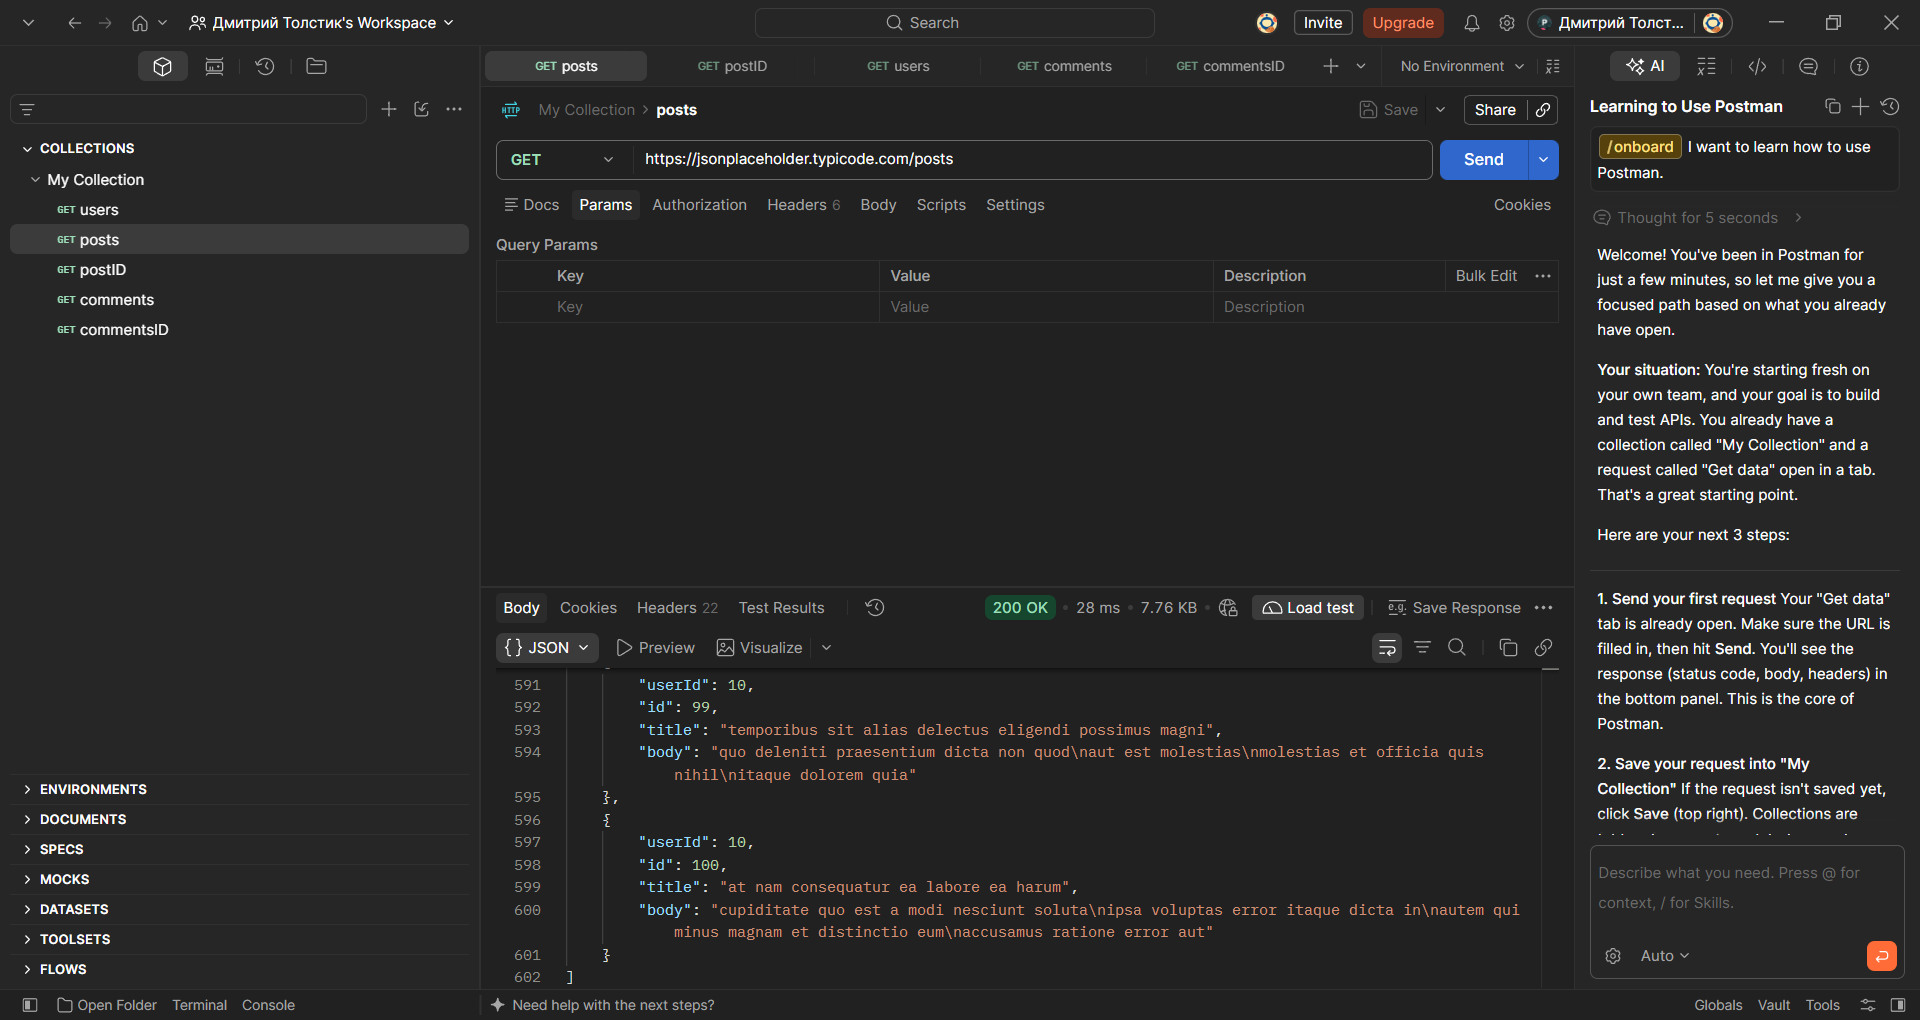 Дмитрий Толстик's Workspace
Search
Invite
Upgrade
P Дмитрий Толст...
COLLECTIONS
My Collection
GET users
GET posts
GET postID
GET comments
GET commentsID
ENVIRONMENTS
DOCUMENTS
SPECS
MOCKS
DATASETS
TOOLSETS
FLOWS
GET posts
GET postID
GET users
GET comments
GET commentsID
No Environment
HTTP My Collection > posts
Save
Share
GET
https://jsonplaceholder.typicode.com/posts
Send
Docs Params Authorization Headers 6 Body Scripts Settings
Cookies
Query Params
Key Value Description Bulk Edit
Key Value Description
Body Cookies Headers 22 Test Results
200 OK • 28 ms • 7.76 KB •
Load test
e.g. Save Response
{} JSON
Preview
Visualize
591 "userId": 10,
592 "id": 99,
593 "title": "temporibus sit alias delectus eligendi possimus magni",
594 "body": "quo deleniti praesentium dicta non quod\naut est molestias\nmolestias et officia quis
nihil\nitaque dolorem quia"
595 },
596 {
597 "userId": 10,
598 "id": 100,
599 "title": "at nam consequatur ea labore ea harum",
600 "body": "cupiditate quo est a modi nesciunt soluta\nipsa voluptas error itaque dicta in\nautem qui
minus magnam et distinctio eum\naccusamus ratione error aut"
601 }
602 ]
AI
Learning to Use Postman
/onboard I want to learn how to use
Postman.
Thought for 5 seconds
Welcome! You've been in Postman for
just a few minutes, so let me give you a
focused path based on what you already
have open.
Your situation: You're starting fresh on
your own team, and your goal is to build
and test APIs. You already have a
collection called "My Collection" and a
request called "Get data" open in a tab.
That's a great starting point.
Here are your next 3 steps:
1. Send your first request Your "Get data"
tab is already open. Make sure the URL is
filled in, then hit Send. You'll see the
response (status code, body, headers) in
the bottom panel. This is the core of
Postman.
2. Save your request into "My
Collection" If the request isn't saved yet,
click Save (top right). Collections are
Describe what you need. Press @ for
context, / for Skills.
Auto
Open Folder Terminal Console
Need help with the next steps?
Globals Vault Tools